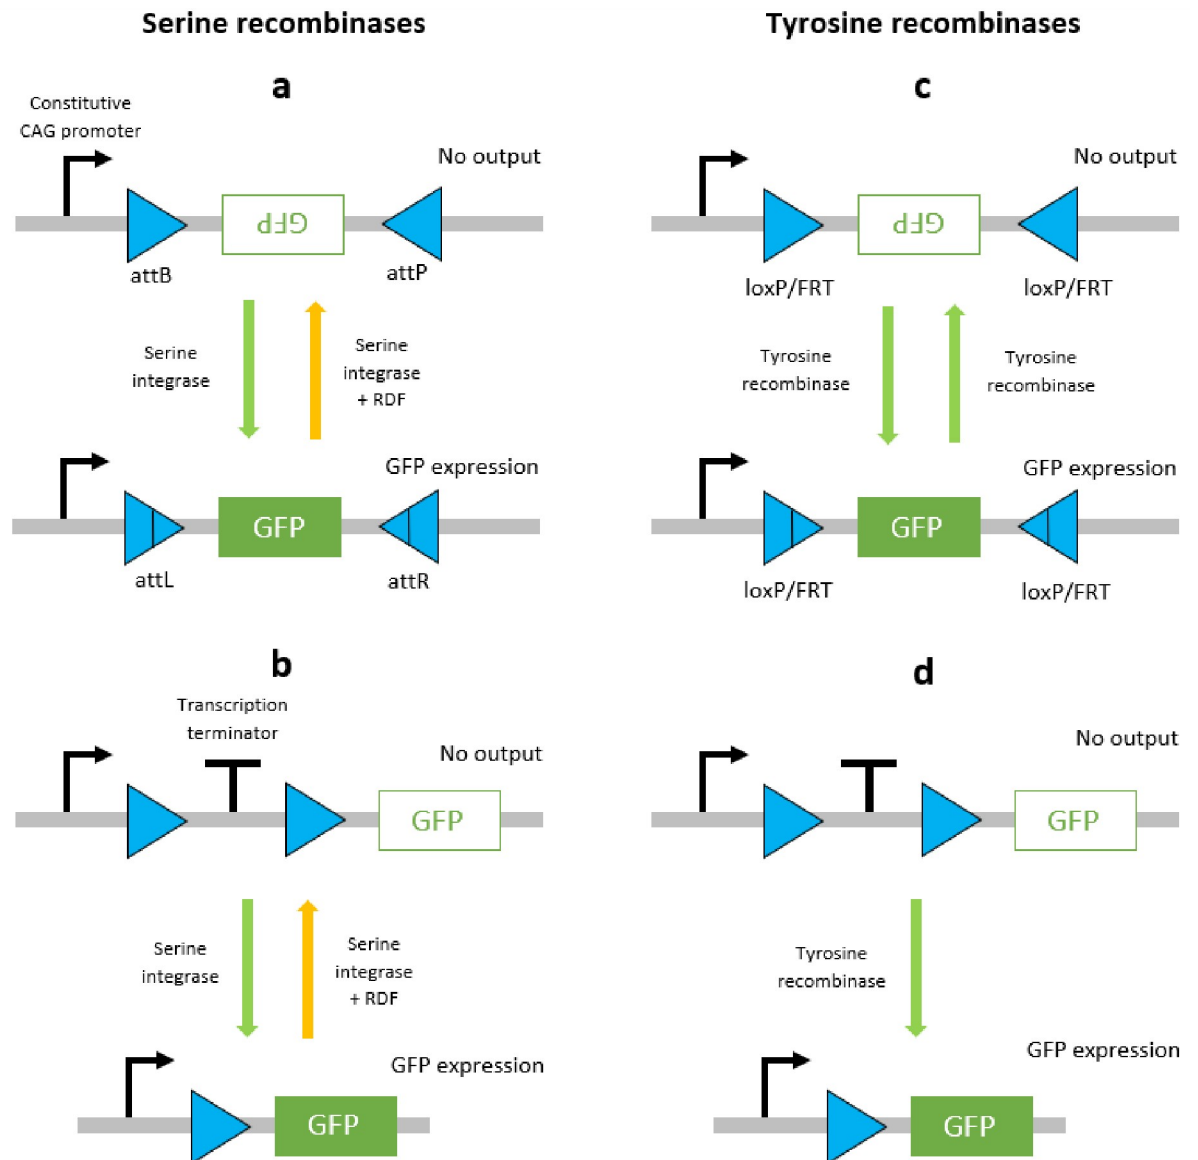 Serine recombinases
Tyrosine recombinases
a
Constitutive
CAG promoter
No output
GFP
attB
attP
Serine
integrase
Serine
integrase
+ RDF
GFP expression
GFP
attL
attR
b
Transcription
terminator
No output
GFP
Serine
integrase
Serine
integrase
+ RDF
GFP expression
GFP
c
No output
GFP
loxP/FRT
loxP/FRT
Tyrosine
recombinase
Tyrosine
recombinase
GFP expression
GFP
loxP/FRT
loxP/FRT
d
No output
GFP
Tyrosine
recombinase
GFP expression
GFP